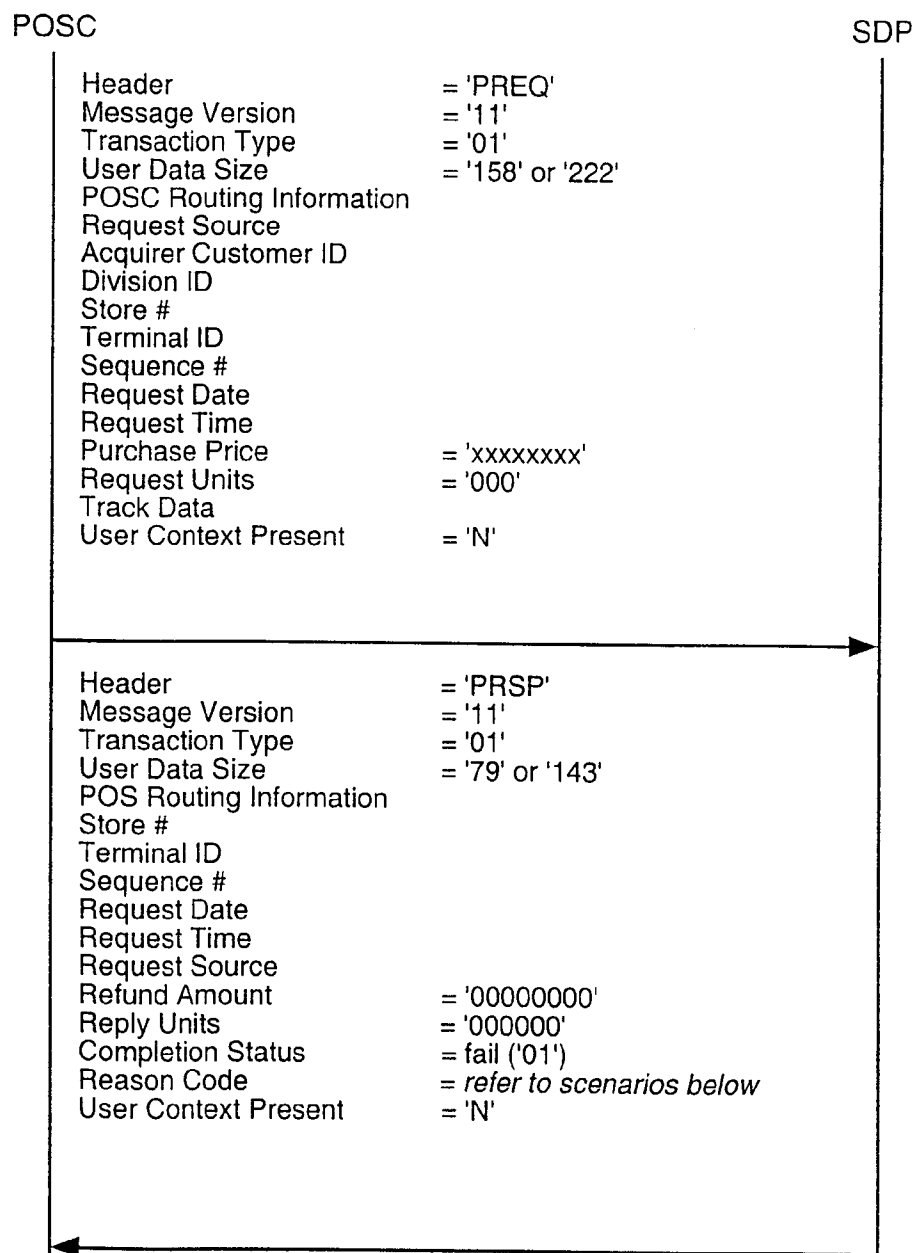 POSC SDP
Header = 'PREQ'
Message Version = '11'
Transaction Type = '01'
User Data Size = '158' or '222'
POSC Routing Information
Request Source
Acquirer Customer ID
Division ID
Store #
Terminal ID
Sequence #
Request Date
Request Time
Purchase Price = 'xxxxxxxx'
Request Units = '000'
Track Data
User Context Present = 'N'
Header = 'PRSP'
Message Version = '11'
Transaction Type = '01'
User Data Size = '79' or '143'
POS Routing Information
Store #
Terminal ID
Sequence #
Request Date
Request Time
Request Source
Refund Amount = '00000000'
Reply Units = '000000'
Completion Status = fail ('01')
Reason Code = refer to scenarios below
User Context Present = 'N'